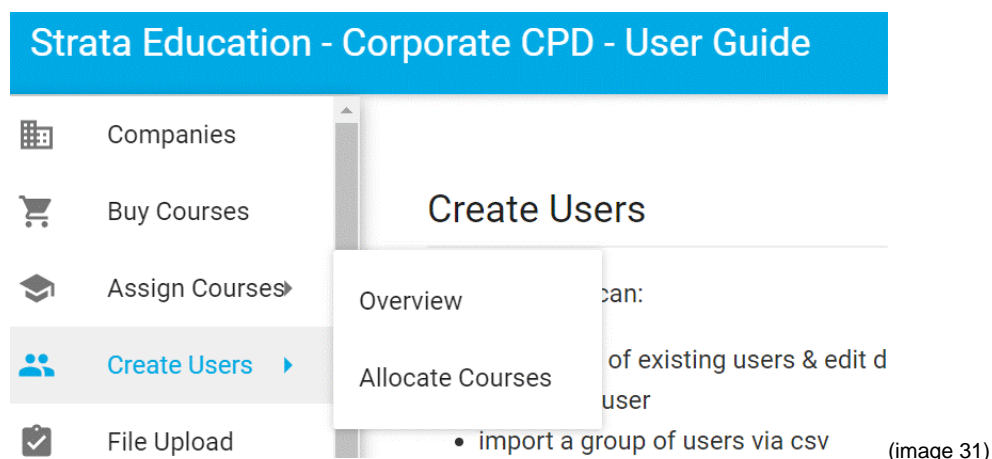 Strata Education - Corporate CPD - User Guide
Companies
Buy Courses
Create Users
Assign Courses
Overview
can:
Create Users
Allocate Courses
of existing users & edit d
user
File Upload
import a group of users via csv
(image 31)